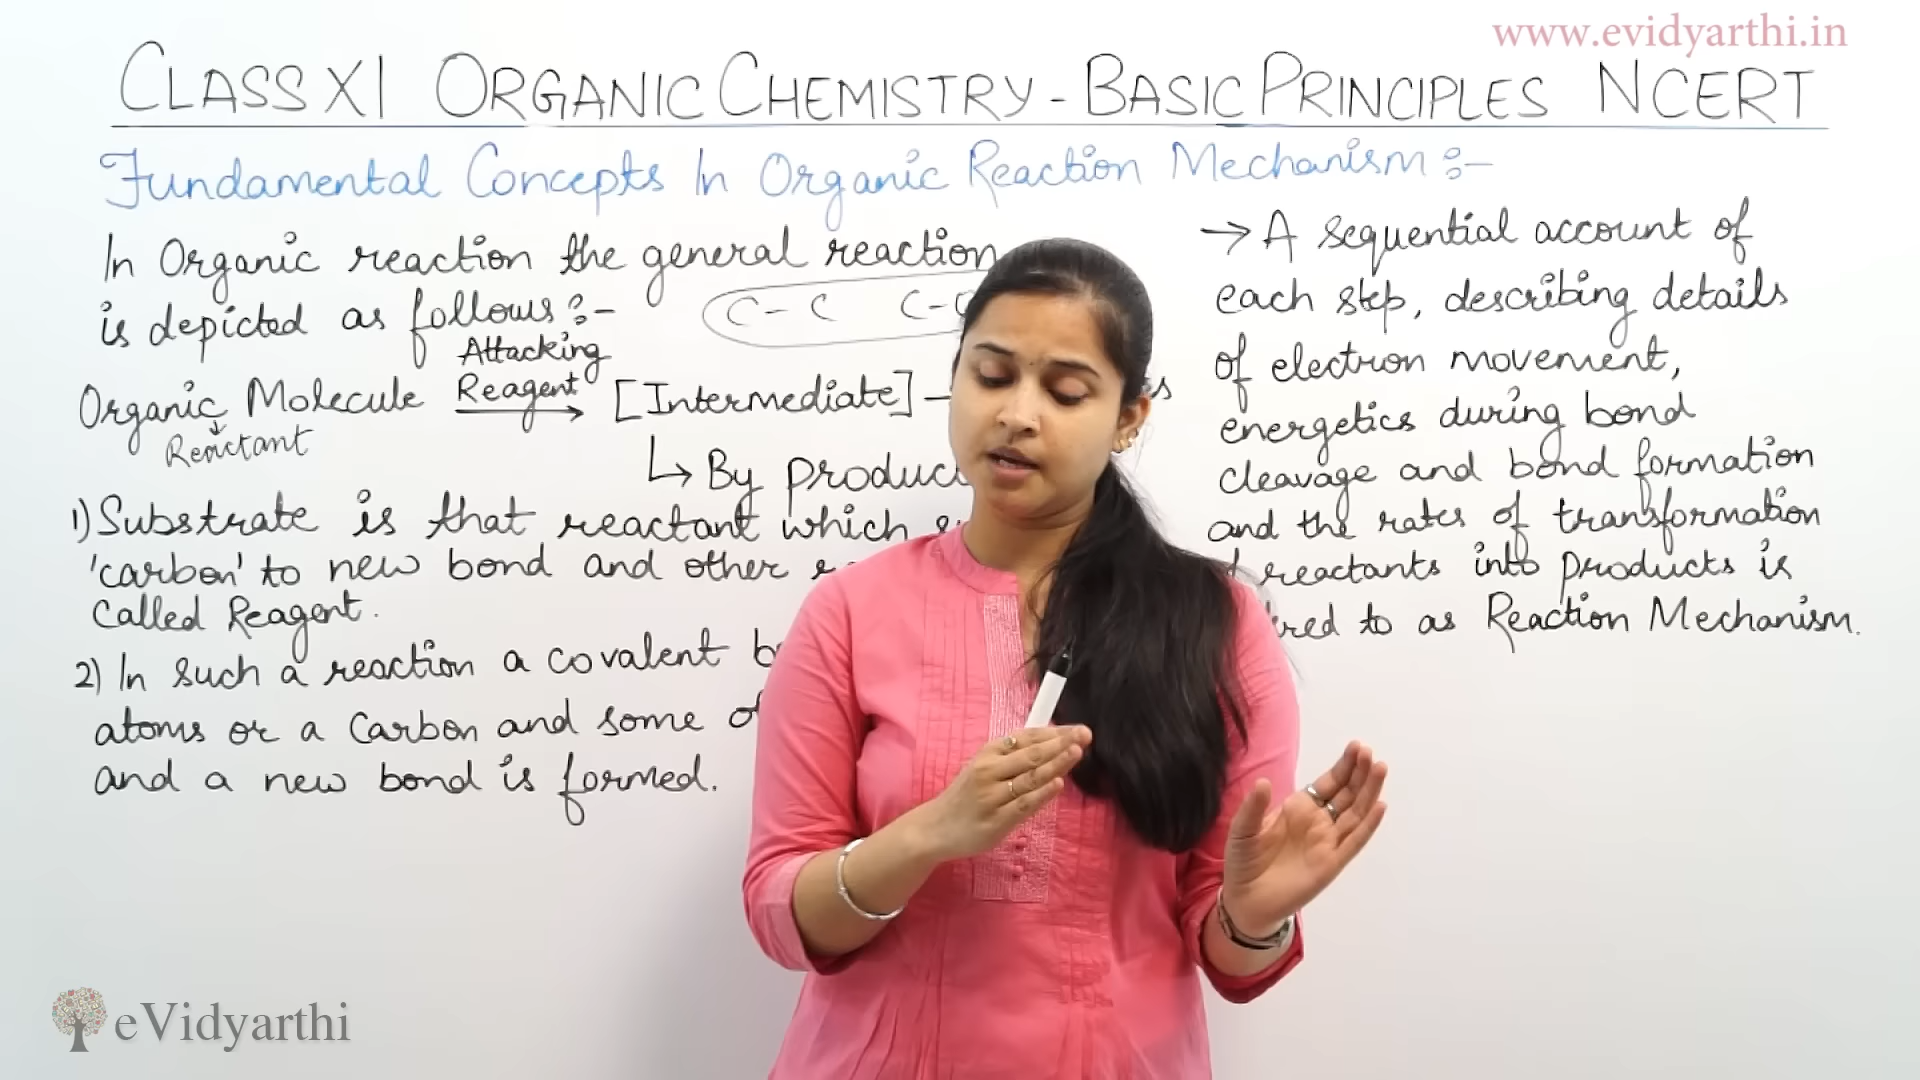 www.evidyarthi.in
CLASS XI ORGANIC CHEMISTRY - BASIC PRINCIPLES NCERT
Fundamental Concepts In Organic Reaction Mechanism :-
In Organic reaction the general reaction
is depicted as follows :-
C - C C - C
Attacking
Organic Molecule Reagent → [Intermediate] -
↓
Reactant
↳ By product
1) Substrate is that reactant which
'carbon' to new bond and other
called Reagent.
2) In such a reaction a covalent
atoms or a carbon and some of
and a new bond is formed.
→ A sequential account of
each step, describing details
of electron movement,
energetics during bond
cleavage and bond formation
and the rates of transformation
reactants into products is
to as Reaction Mechanism.
eVidyarthi